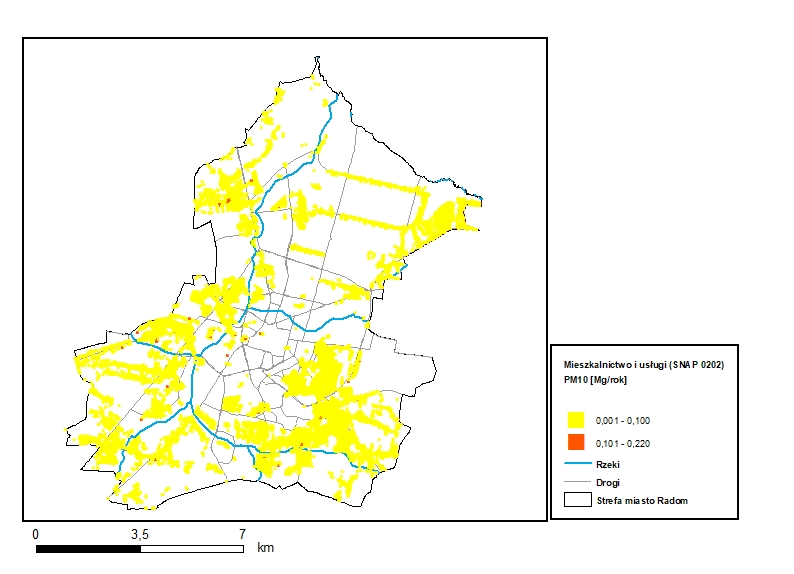 Mieszkalnictwo i usługi (SNAP 0202)
PM10 [Mg/rok]
0,001 - 0,100
0,101 - 0,220
Rzeki
Drogi
Strefa miasto Radom
0 3,5 7
km